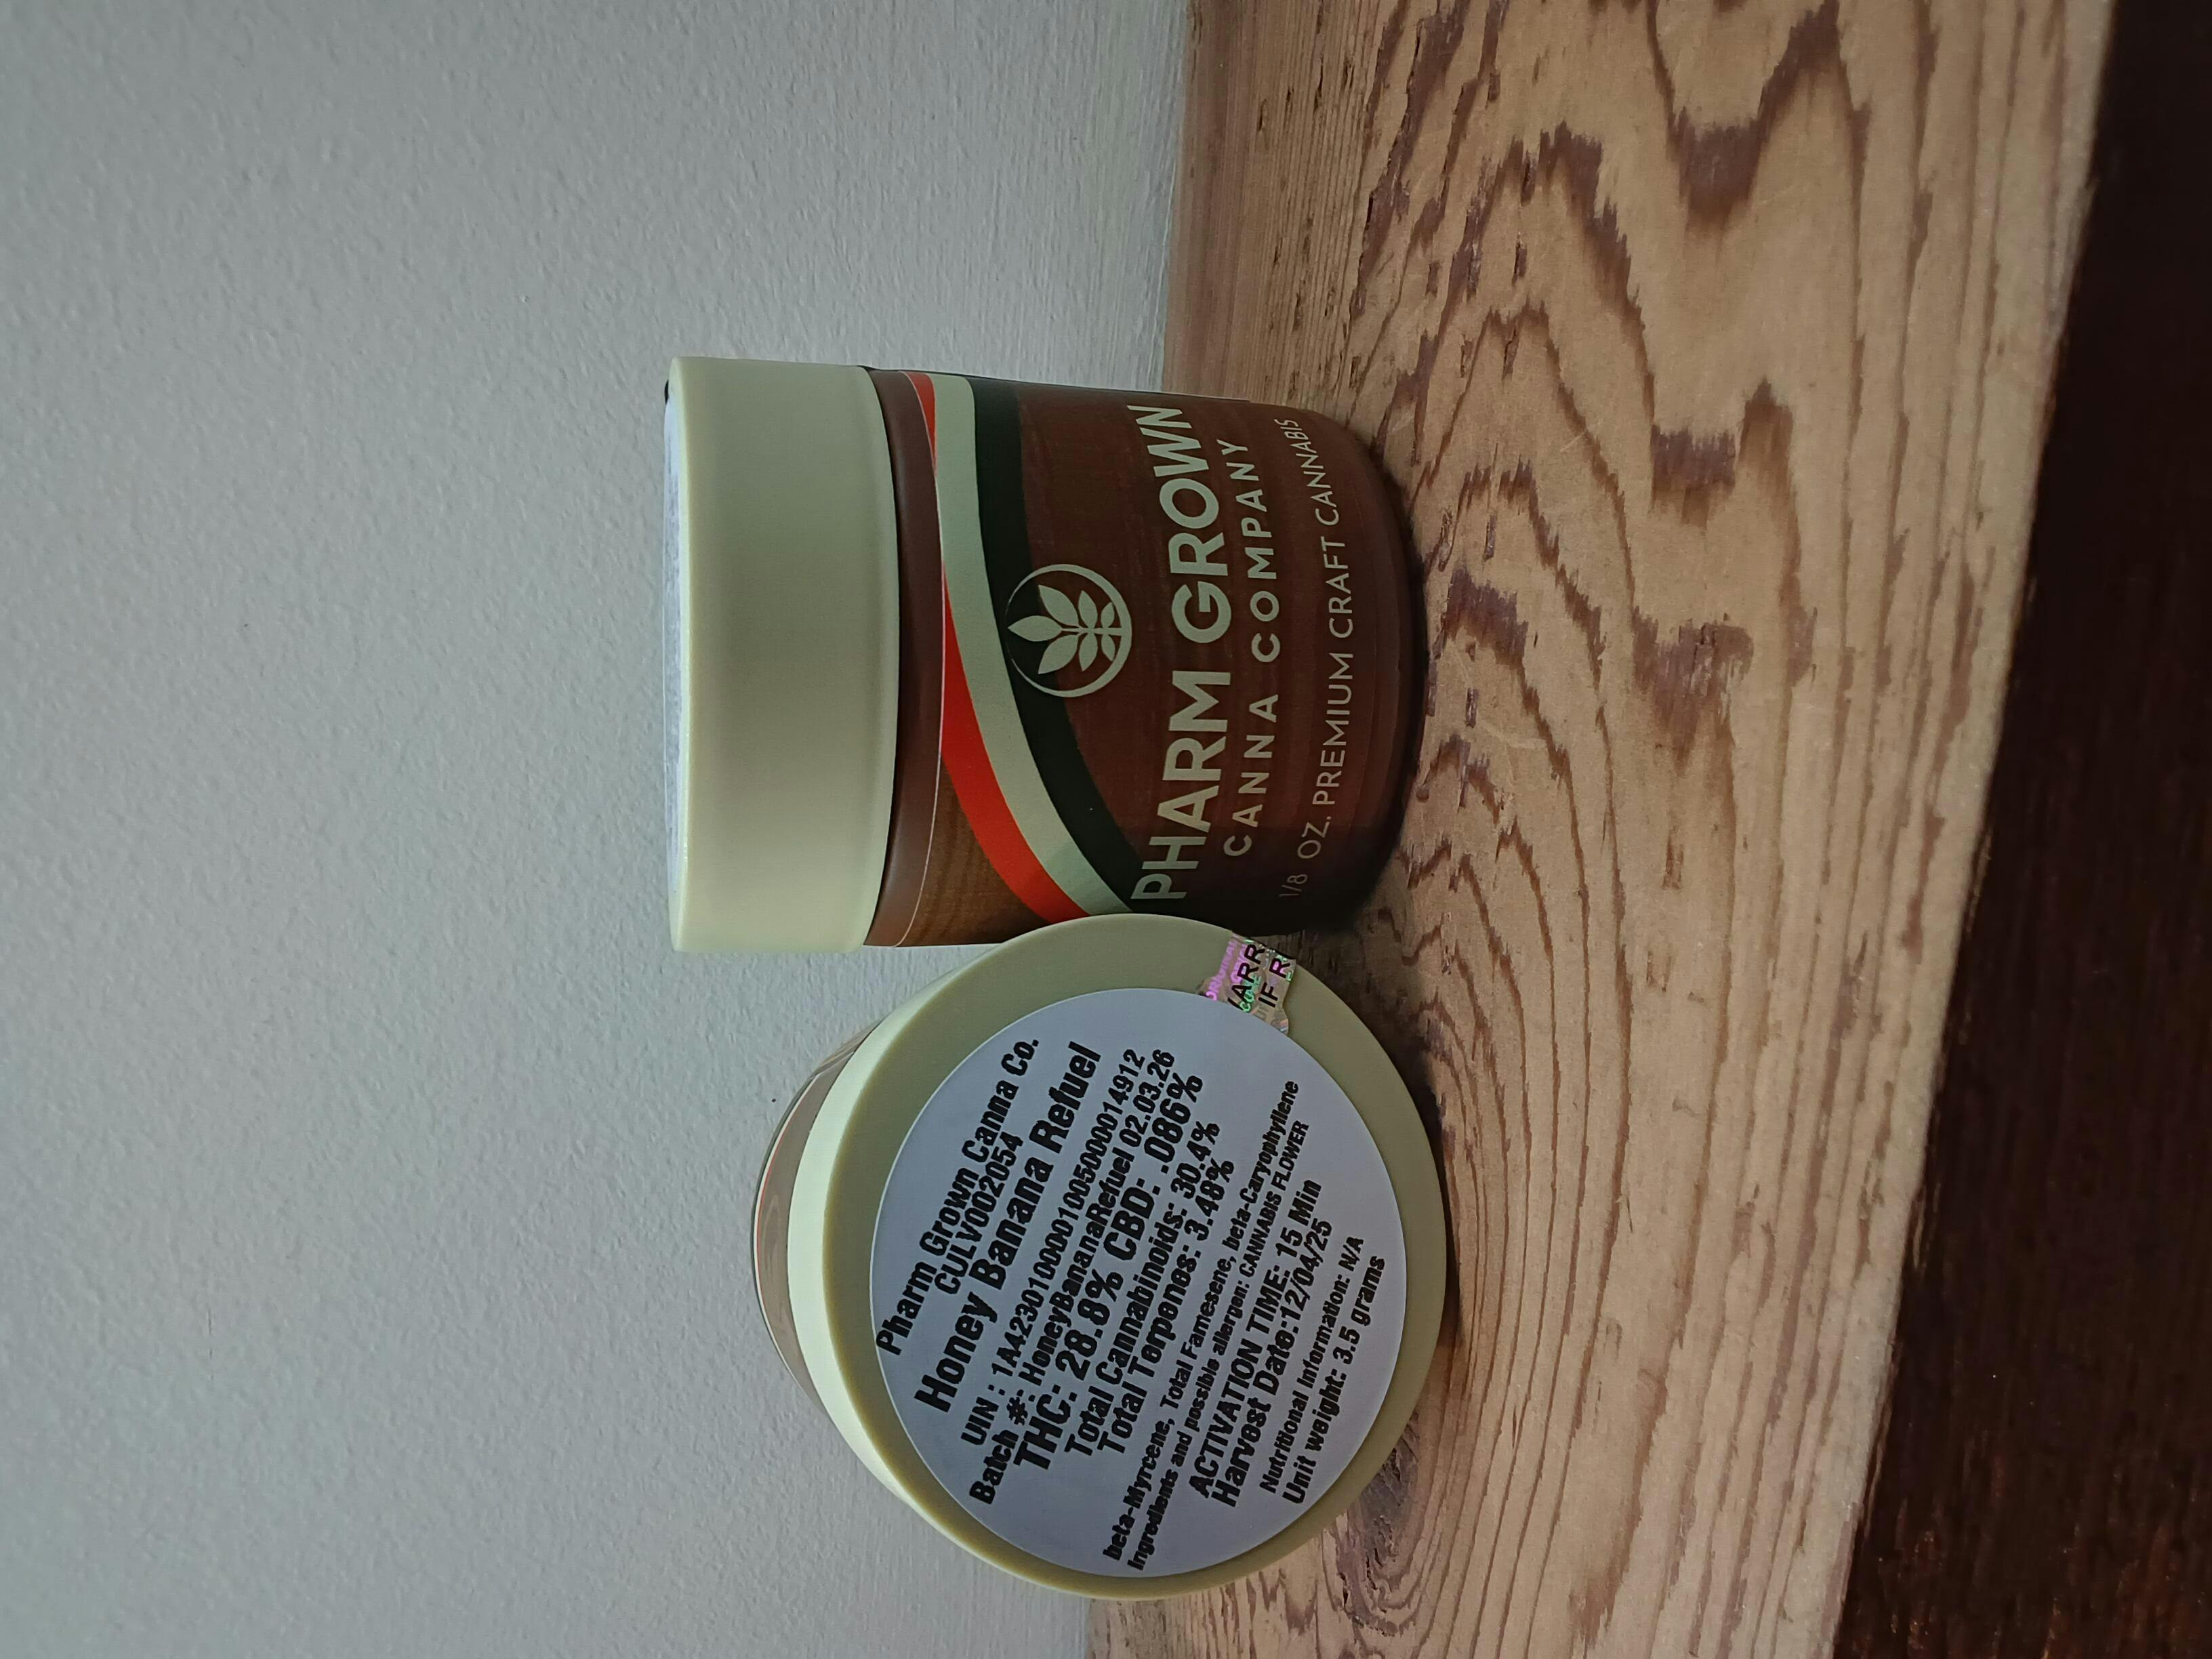 Pharm Grown Canna Co.
CULV002054
Honey Banana Refuel
UIN : 1A4230100000100500014912
Batch #: HoneyBananaRefuel 02.03.26
THC: 28.8% CBD: .086%
Total Cannabinoids: 30.4%
Total Terpenes: 3.48%
beta-Myrcene, Total Farnesene, beta-Caryophyllene
Ingredients and possible allergen: CANNABIS FLOWER
ACTIVATION TIME: 15 Min
Harvest Date:12/04/25
Nutritional Information: N/A
Unit weight: 3.5 grams
PHARM GROWN
CANNA COMPANY
1/8 OZ. PREMIUM CRAFT CANNABIS